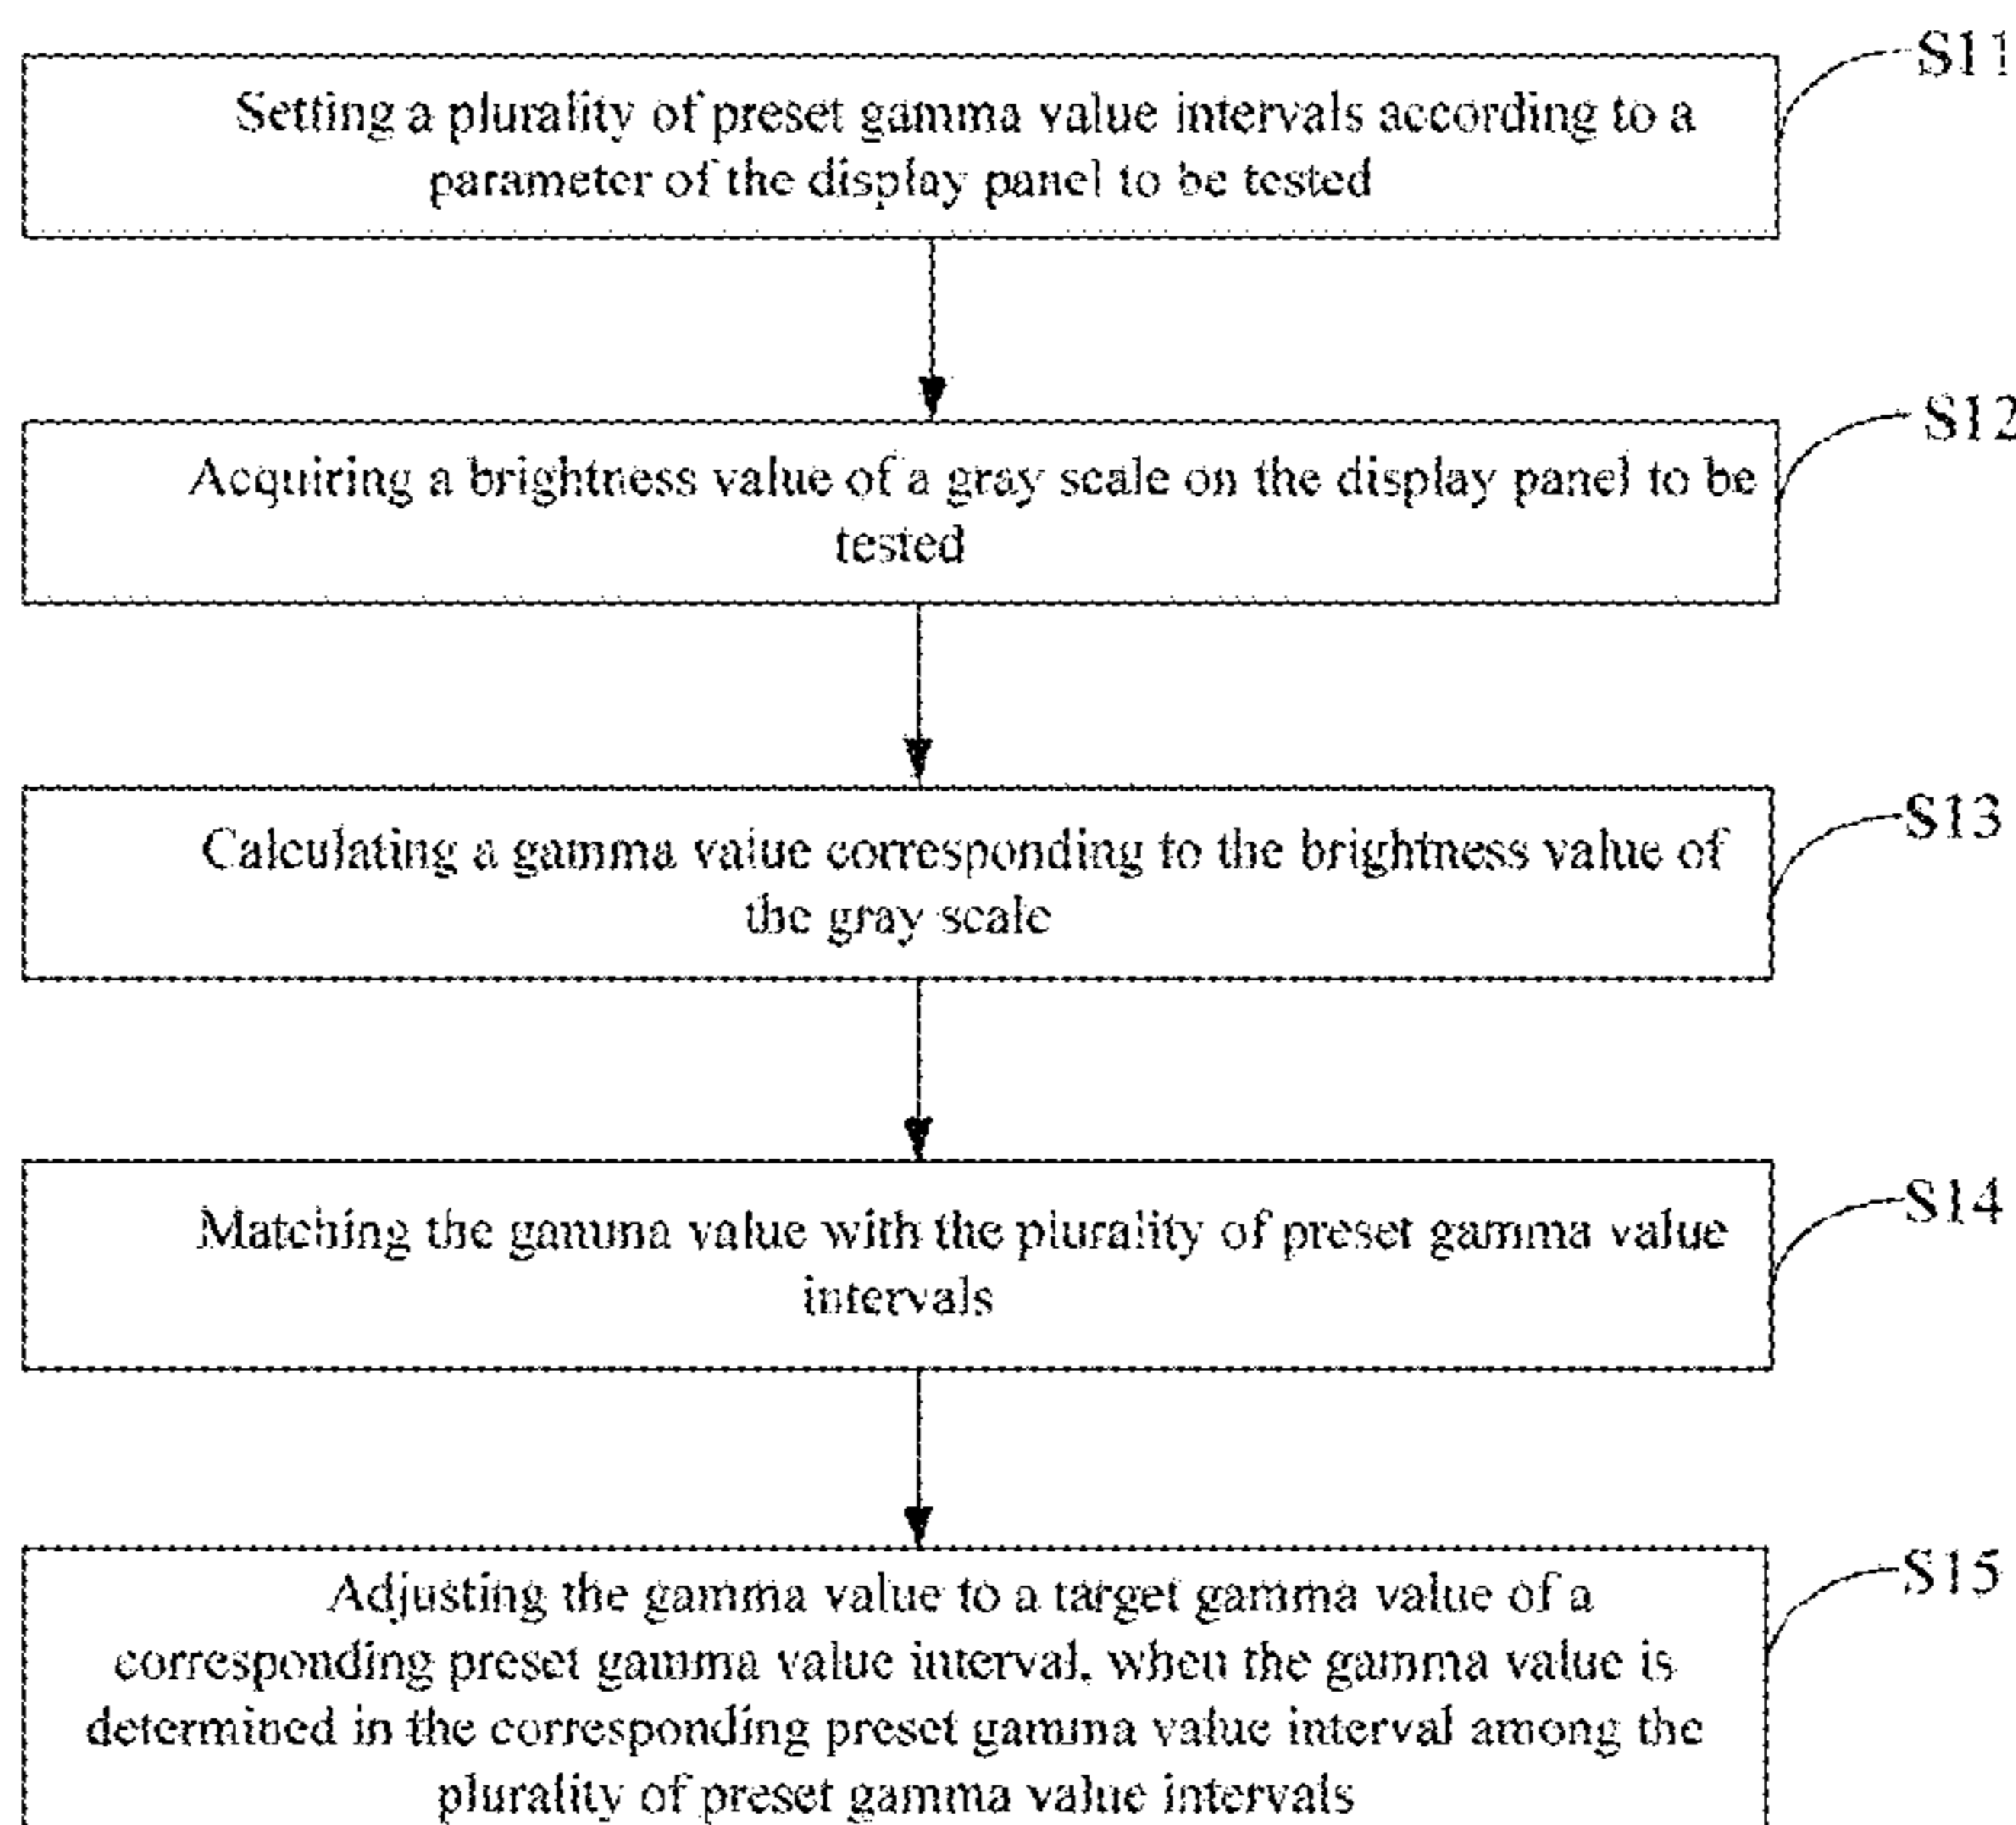 S11
Setting a plurality of preset gamma value intervals according to a
parameter of the display panel to be tested
S12
Acquiring a brightness value of a gray scale on the display panel to be
tested
S13
Calculating a gamma value corresponding to the brightness value of
the gray scale
S14
Matching the gamma value with the plurality of preset gamma value
intervals
S15
Adjusting the gamma value to a target gamma value of a
corresponding preset gamma value interval, when the gamma value is
determined in the corresponding preset gamma value interval among the
plurality of preset gamma value intervals